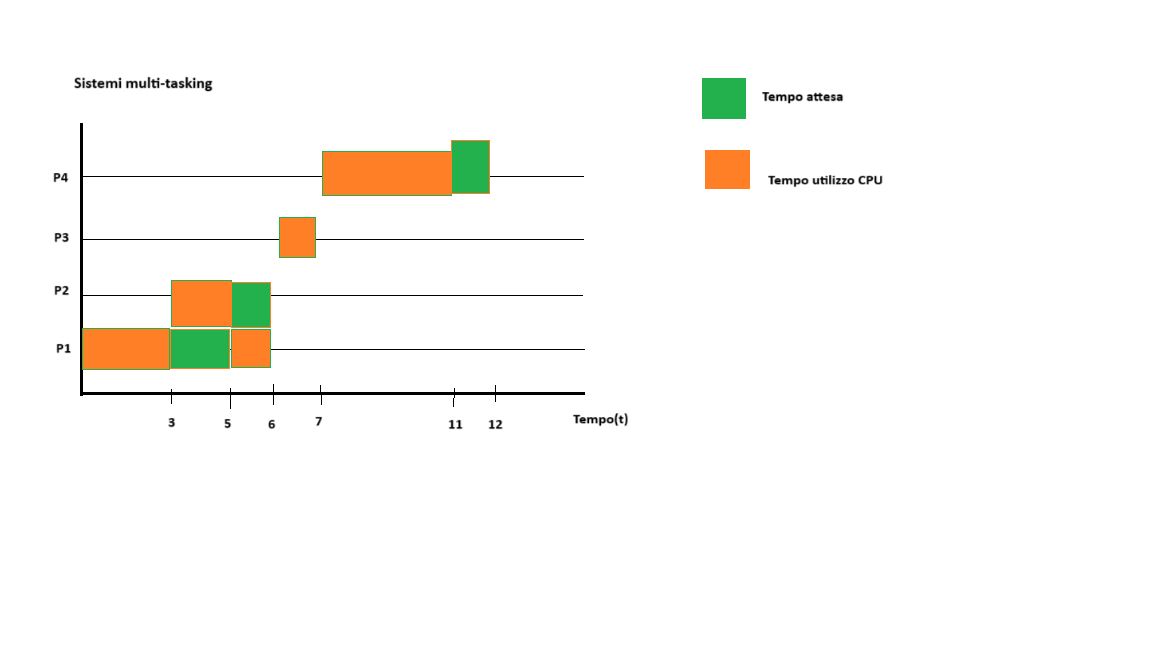 Sistemi multi-tasking
Tempo attesa
Tempo utilizzo CPU
P4
P3
P2
P1
3
5
6
7
11
12
Tempo(t)